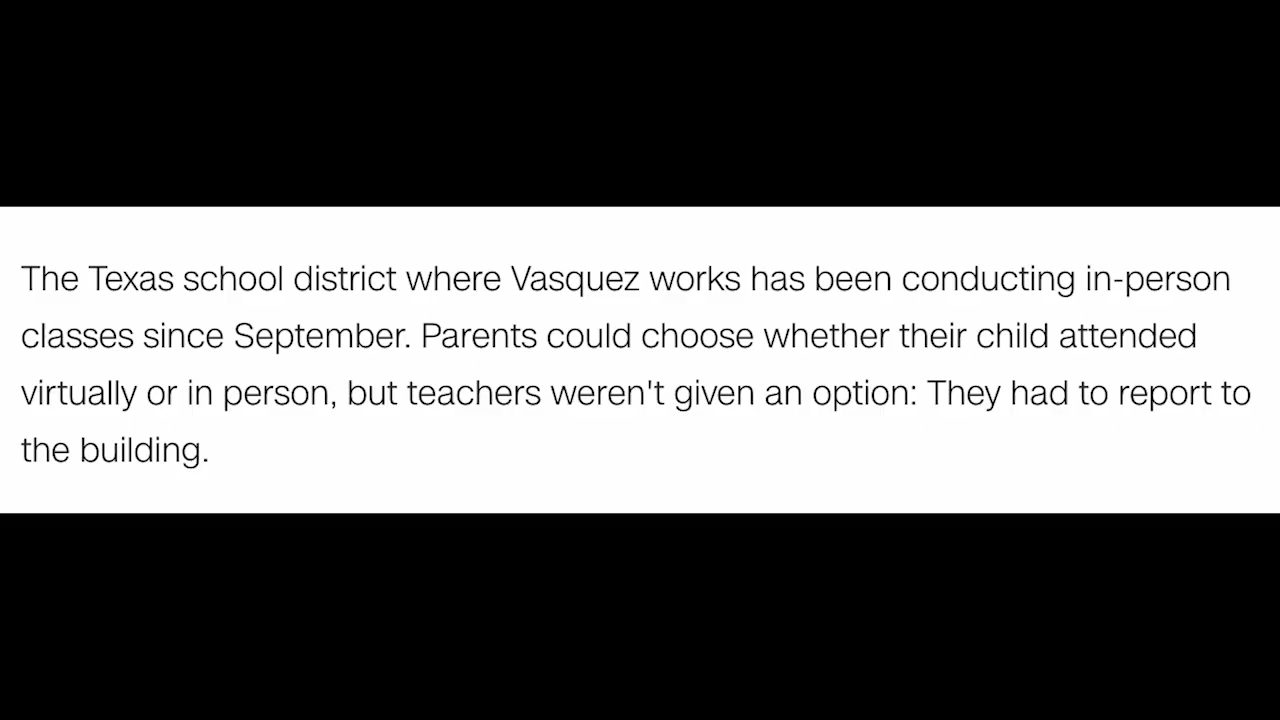 The Texas school district where Vasquez works has been conducting in-person
classes since September. Parents could choose whether their child attended
virtually or in person, but teachers weren't given an option: They had to report to
the building.